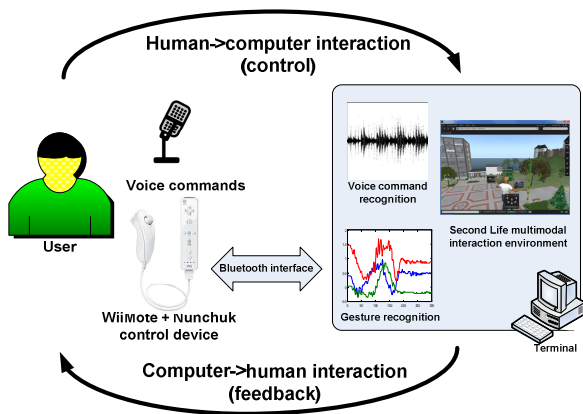 Human->computer interaction
(control)
Voice commands
User
Voice command
recognition
Second Life multimodal
interaction environment
Bluetooth interface
WiiMote + Nunchuk
control device
Gesture recognition
Terminal
Computer->human interaction
(feedback)